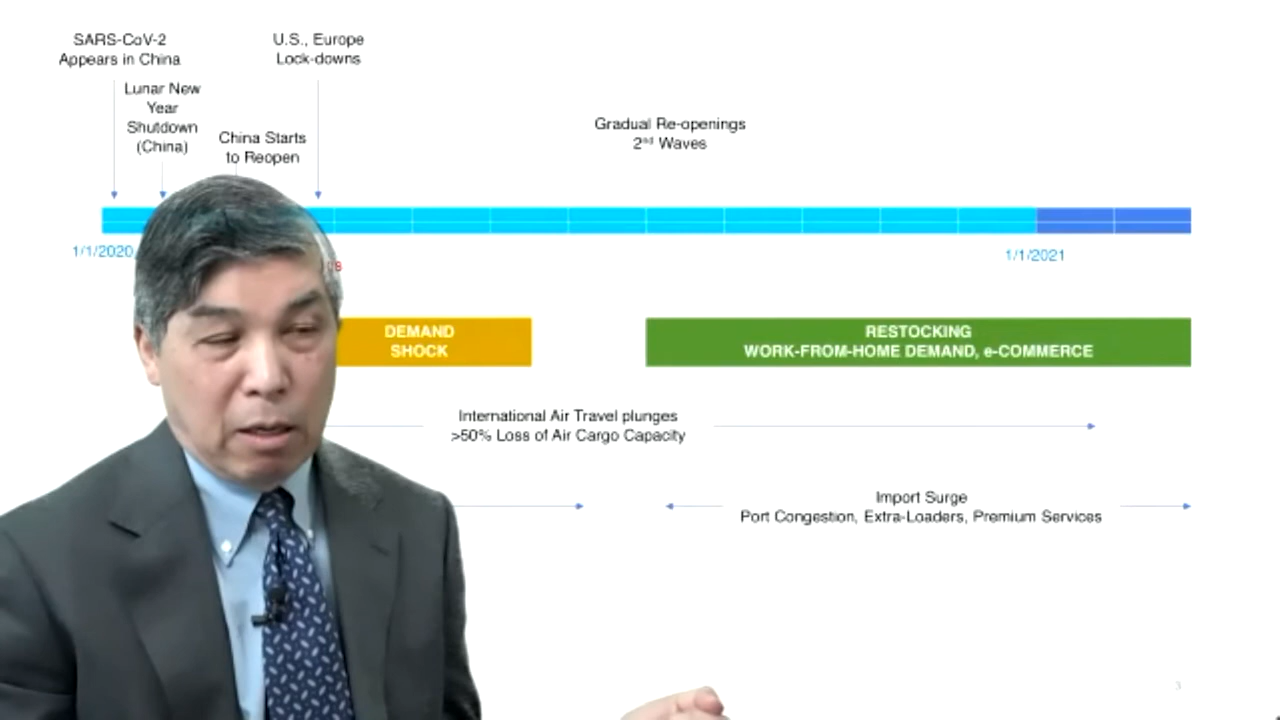 SARS-CoV-2
Appears in China
U.S., Europe
Lock-downs
Lunar New
Year
Shutdown
(China)
China Starts
to Reopen
Gradual Re-openings
2ⁿᵈ Waves
1/1/2020
1/1/2021
DEMAND
SHOCK
RESTOCKING
WORK-FROM-HOME DEMAND, e-COMMERCE
International Air Travel plunges
>50% Loss of Air Cargo Capacity
Import Surge
Port Congestion, Extra-Loaders, Premium Services
3